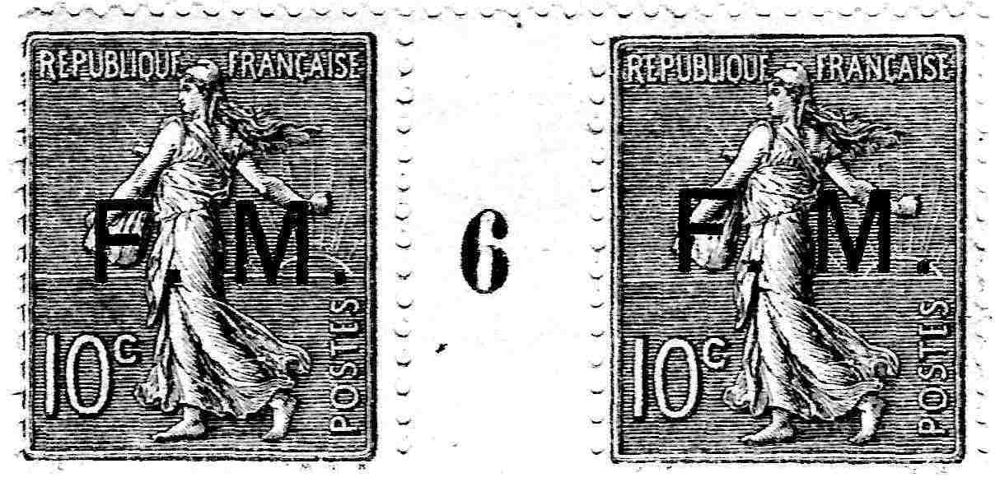 REPUBLIQUE FRANÇAISE
F. M.
10c
POSTES
6
REPUBLIQUE FRANÇAISE
F. M.
10c
POSTES